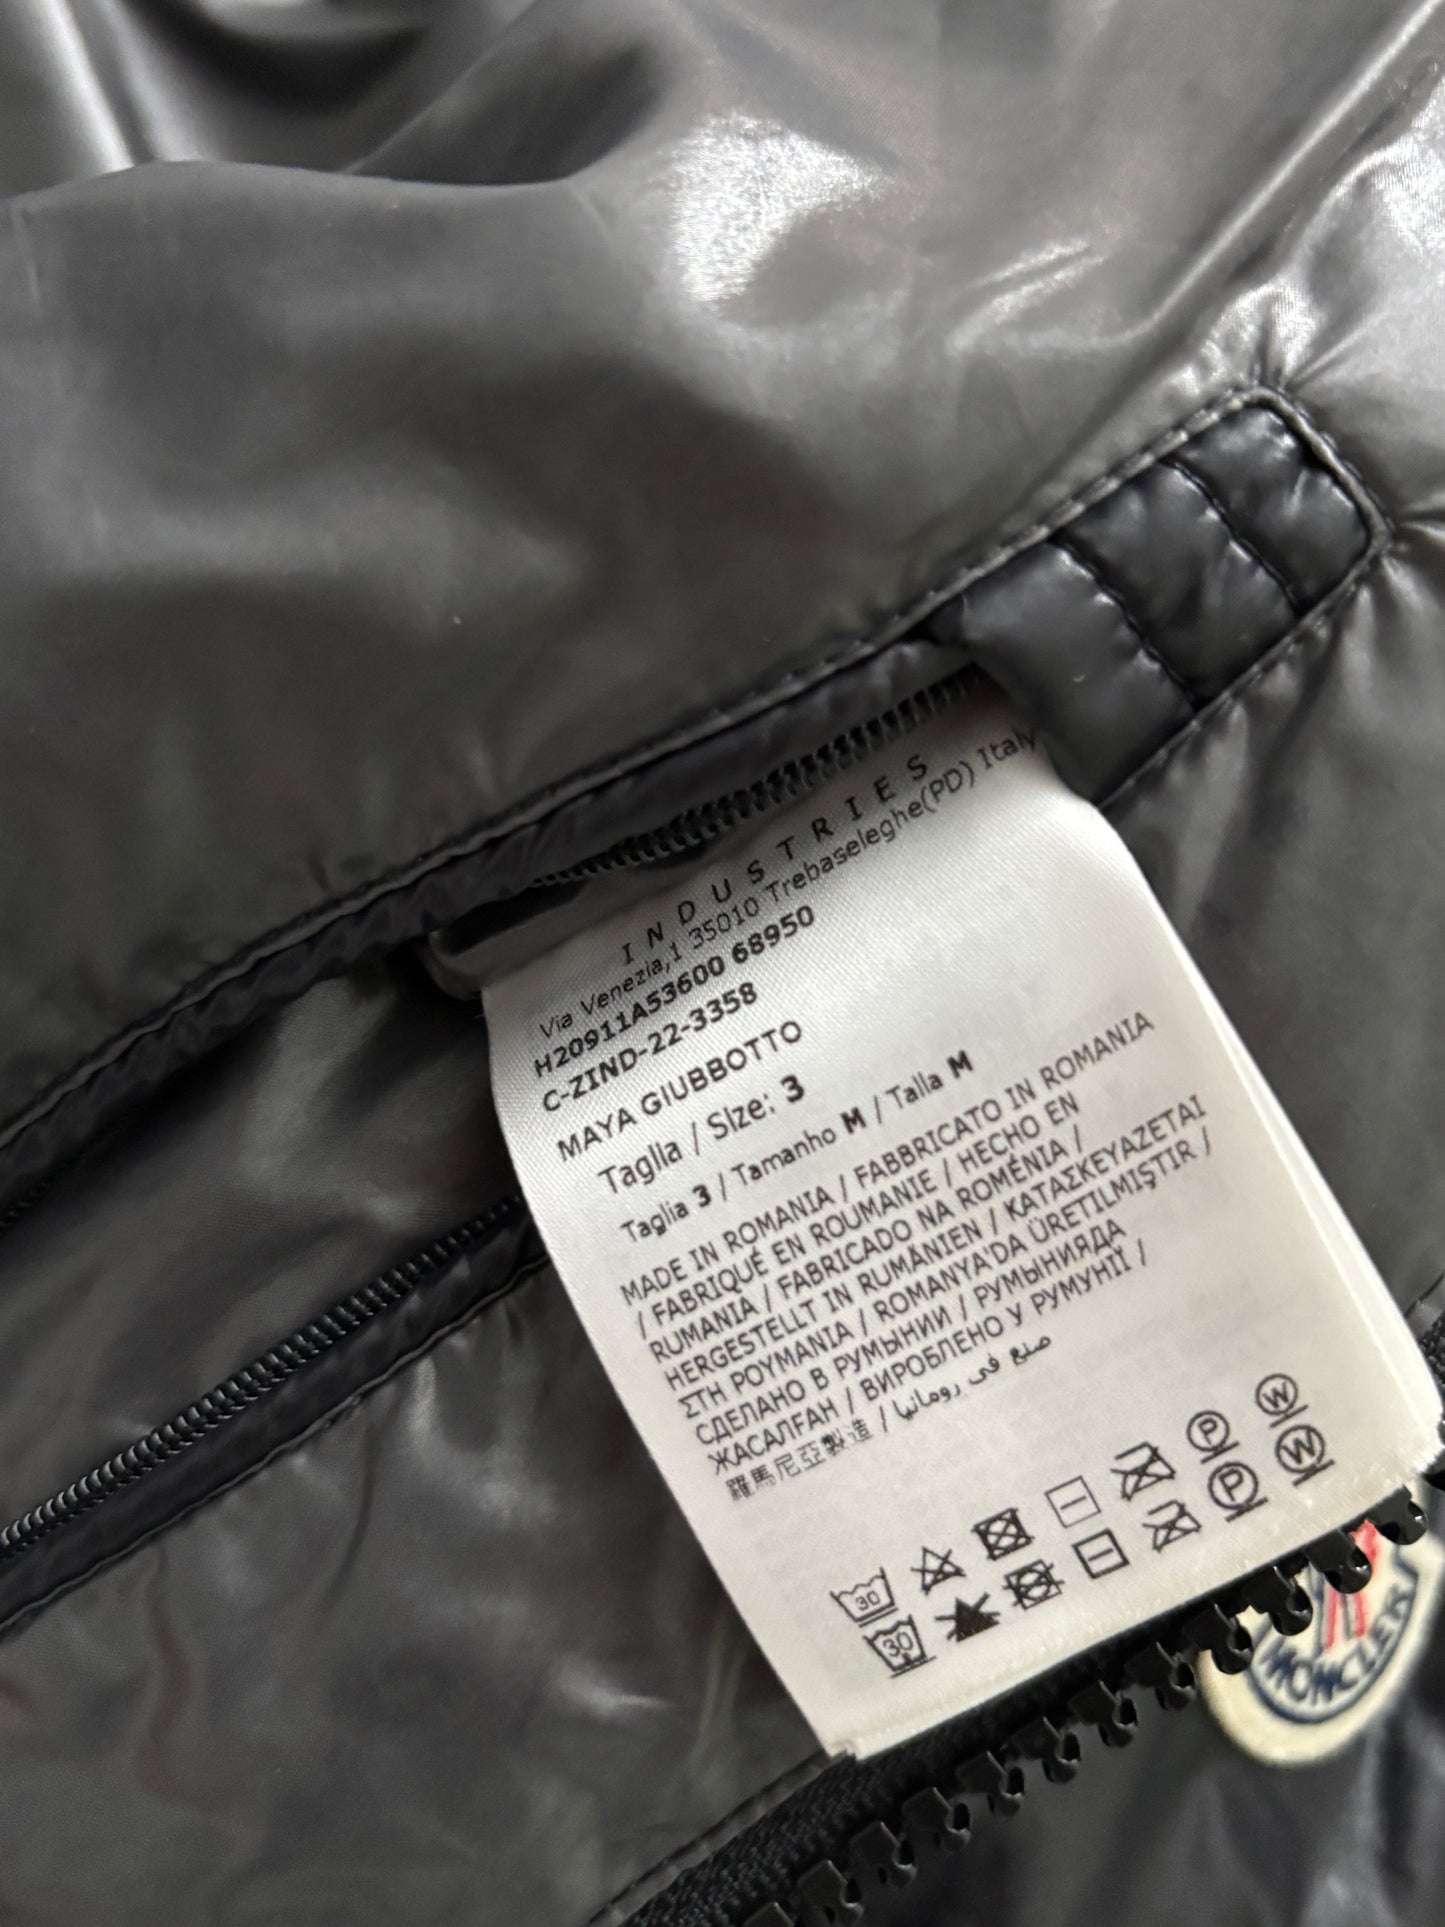 INDUSTRIES
Via Venezia,1 35010 Trebaseleghe(PD) Italy
H20911A53600 68950
C-ZIND-22-3358
MAYA GIUBBOTTO
Taglia / Size: 3
Taglia 3 / Tamanho M / Talla M
MADE IN ROMANIA / FABBRICATO IN ROMANIA
/ FABRIQUÉ EN ROUMANIE / HECHO EN
RUMANIA / FABRICADO NA ROMÉNIA /
HERGESTELLT IN RUMÄNIEN / ΚΑΤΑΣΚΕΥΑΖΕΤΑΙ
ΣΤΗ ΡΟΥΜΑΝΙΑ / ROMANYA'DA ÜRETILMIŞTIR /
СДЕЛАНО В РУМЫНИИ / РУМЫНИЯДА
ЖАСАЛҒАН / ВИРОБЛЕНО У РУМУНІЇ /
羅馬尼亞製造 / صنع في رومانيا
P W
30
P W
30
MONCLER